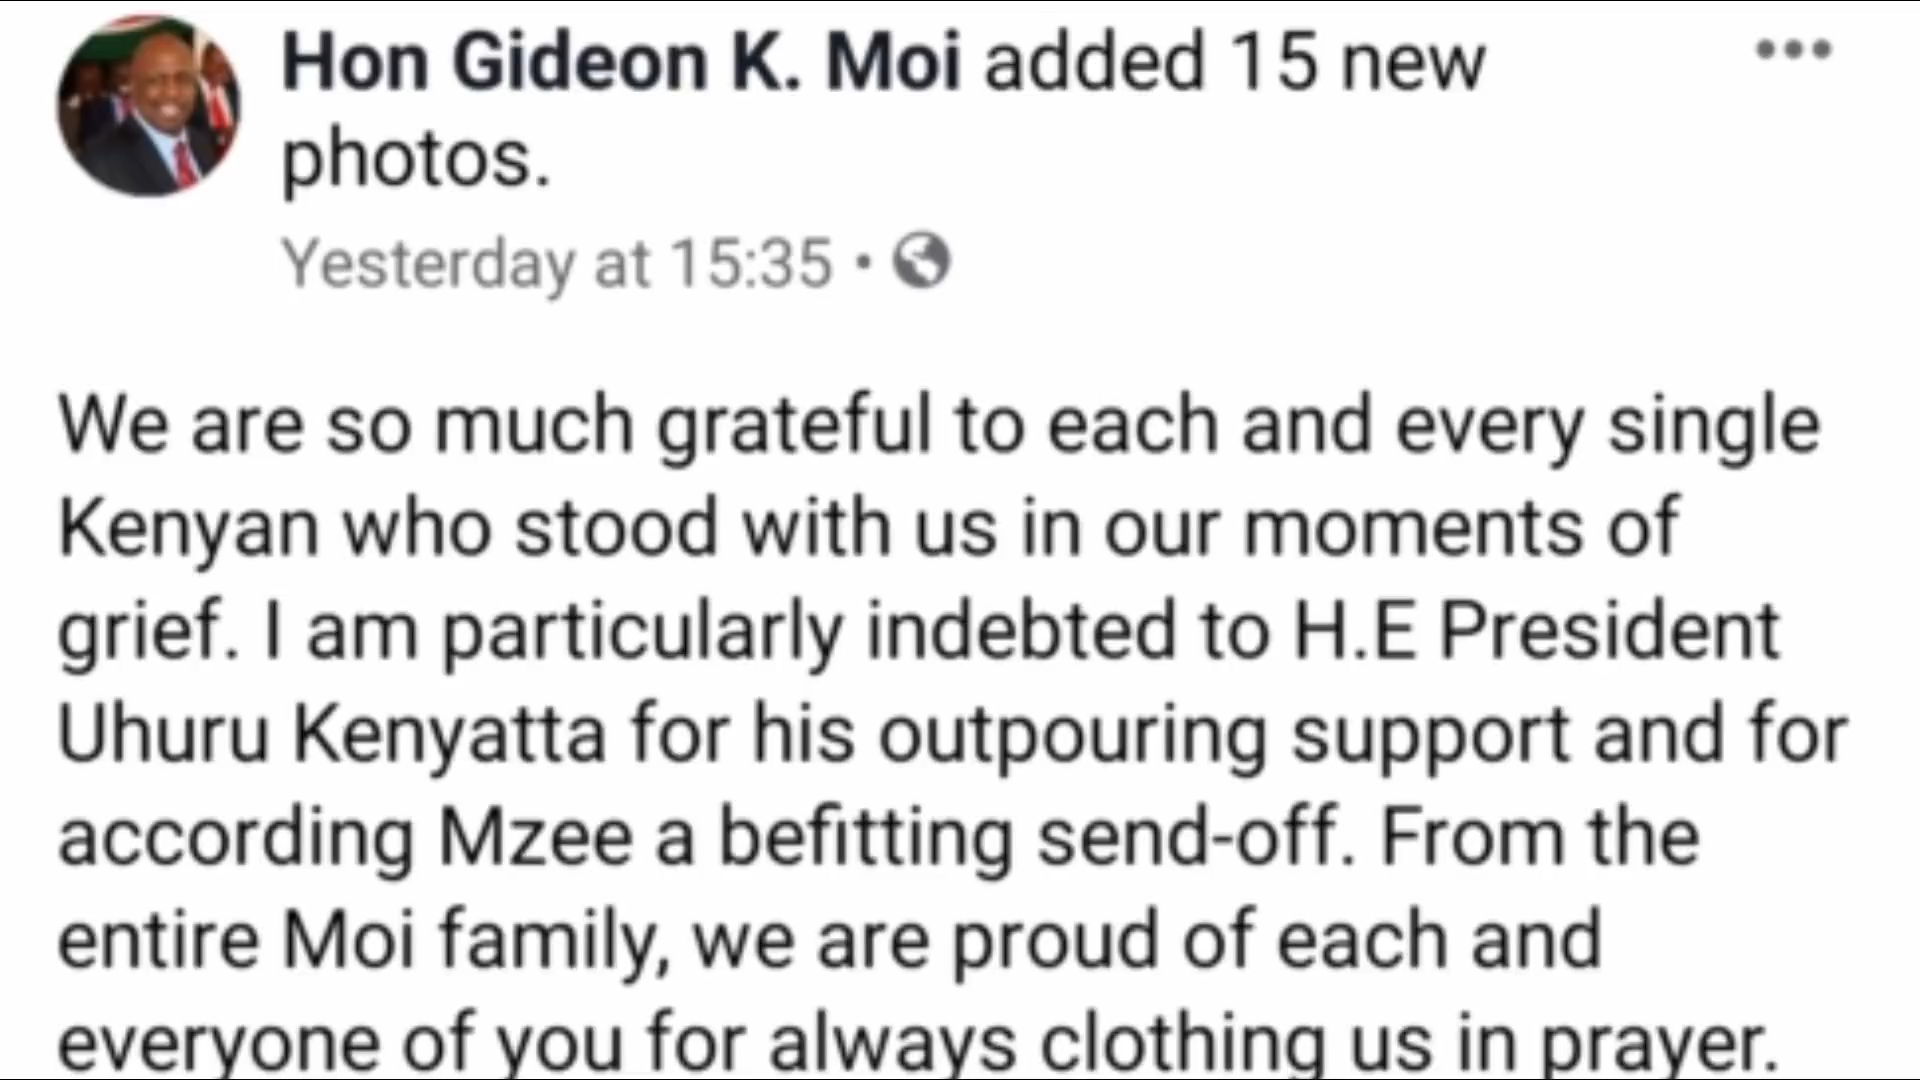 Hon Gideon K. Moi added 15 new
photos.
Yesterday at 15:35 •
We are so much grateful to each and every single
Kenyan who stood with us in our moments of
grief. I am particularly indebted to H.E President
Uhuru Kenyatta for his outpouring support and for
according Mzee a befitting send-off. From the
entire Moi family, we are proud of each and
everyone of you for always clothing us in prayer.